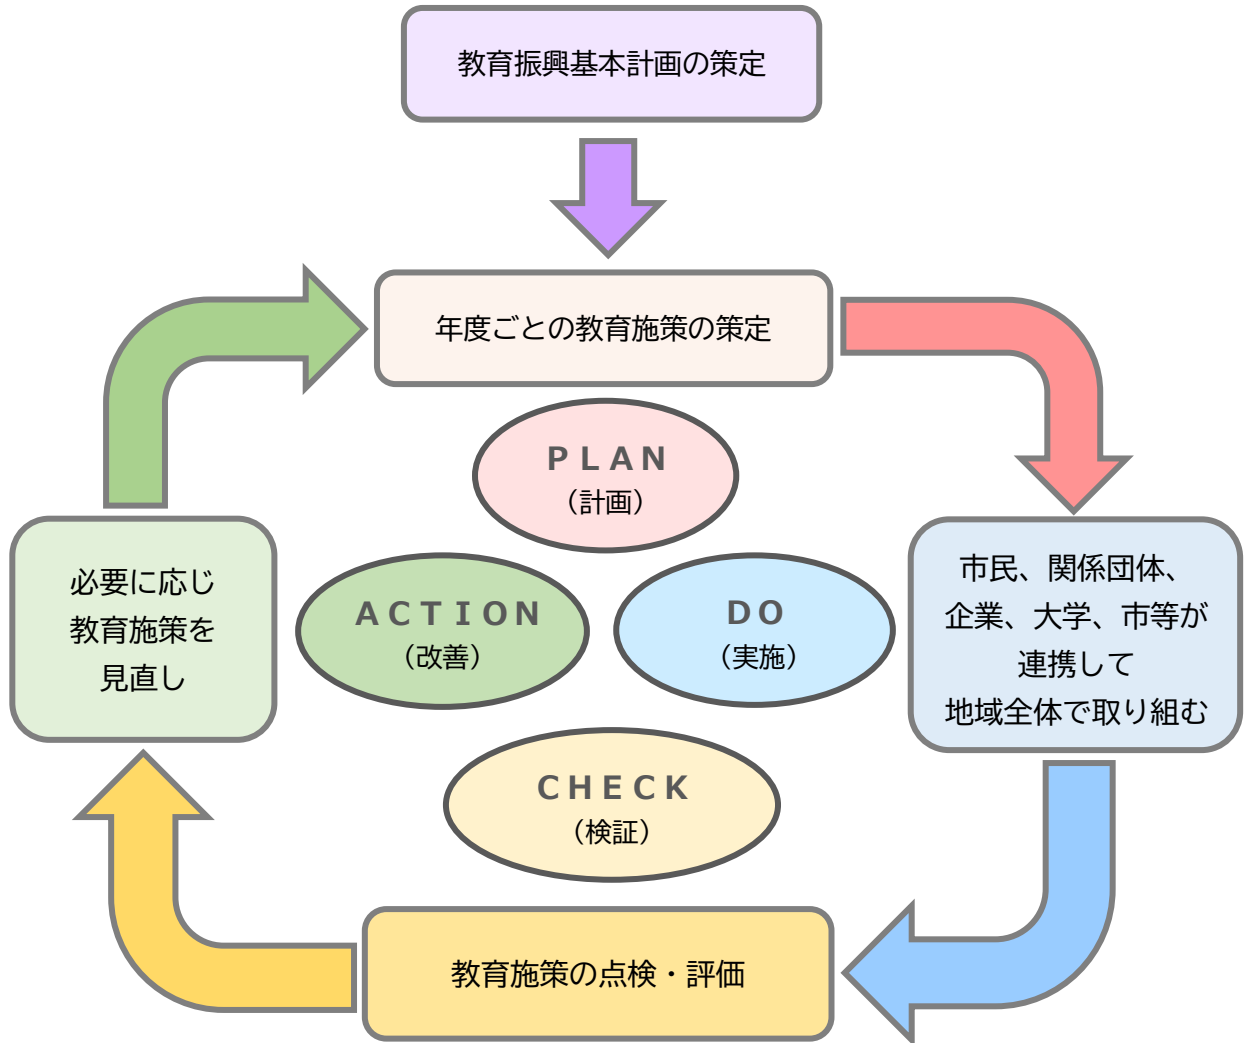 教育振興基本計画の策定
年度ごとの教育施策の策定
ＰＬＡＮ
（計画）
ＡＣＴＩＯＮ
（改善）
ＤＯ
（実施）
ＣＨＥＣＫ
（検証）
必要に応じ
教育施策を
見直し
市民、関係団体、
企業、大学、市等が
連携して
地域全体で取り組む
教育施策の点検・評価